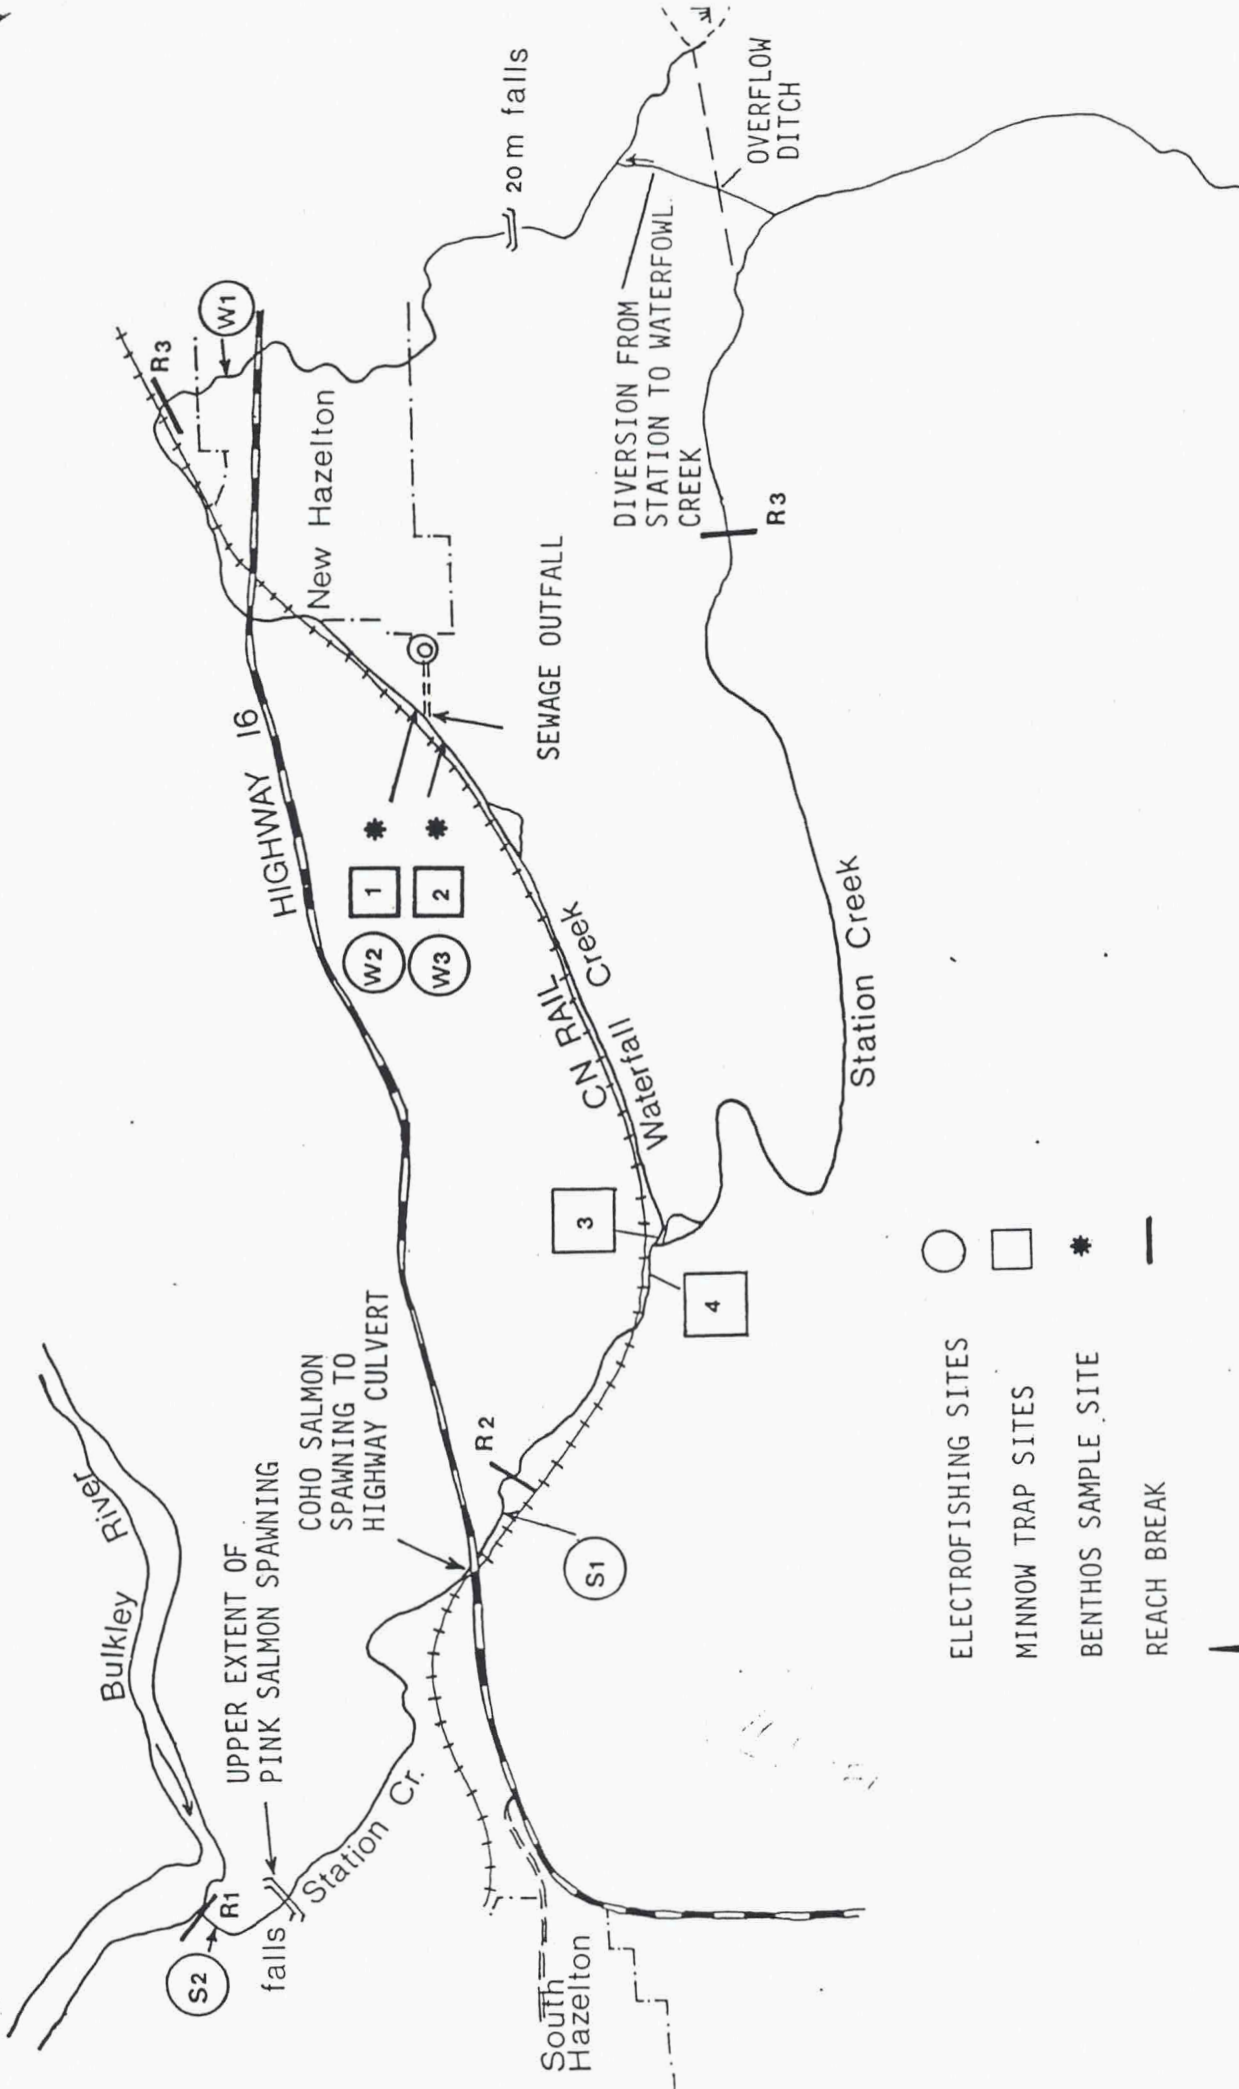 Bulkley
River
UPPER EXTENT OF
PINK SALMON SPAWNING
COHO SALMON
SPAWNING TO
HIGHWAY CULVERT
HIGHWAY 16
R3
W1
New Hazelton
20m falls
SEWAGE OUTFALL
W2
1
W3
2
CN RAIL
Waterfall Creek
DIVERSION FROM
STATION TO WATERFOWL
CREEK
OVERFLOW
DITCH
R3
Station Creek
3
4
R2
S1
S2
R1
falls
Station Cr.
South
Hazelton
ELECTROFISHING SITES
MINNOW TRAP SITES
BENTHOS SAMPLE SITE
REACH BREAK